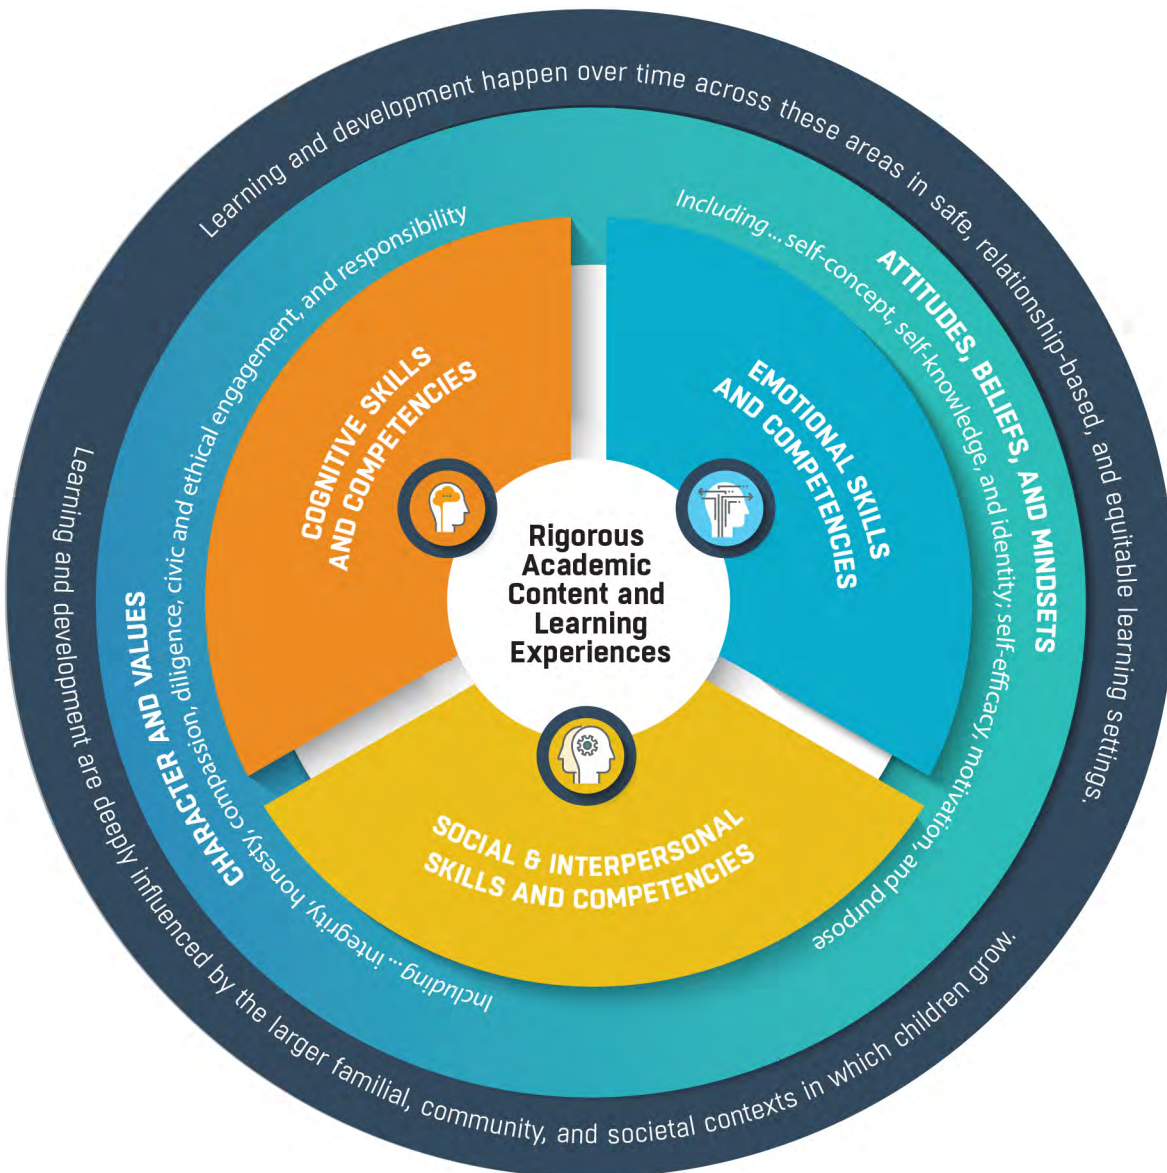 Learning and development happen over time across these areas in safe, relationship-based, and equitable learning settings.
Including... self-concept, self-knowledge, and identity; self-efficacy, motivation, and purpose
ATTITUDES, BELIEFS, AND MINDSETS
Including... integrity, honesty, compassion, diligence, civic and ethical engagement, and responsibility
CHARACTER AND VALUES
COGNITIVE SKILLS
AND COMPETENCIES
EMOTIONAL SKILLS
AND COMPETENCIES
Rigorous
Academic
Content and
Learning
Experiences
SOCIAL & INTERPERSONAL
SKILLS AND COMPETENCIES
Learning and development are deeply influenced by the larger familial, community, and societal contexts in which children grow.